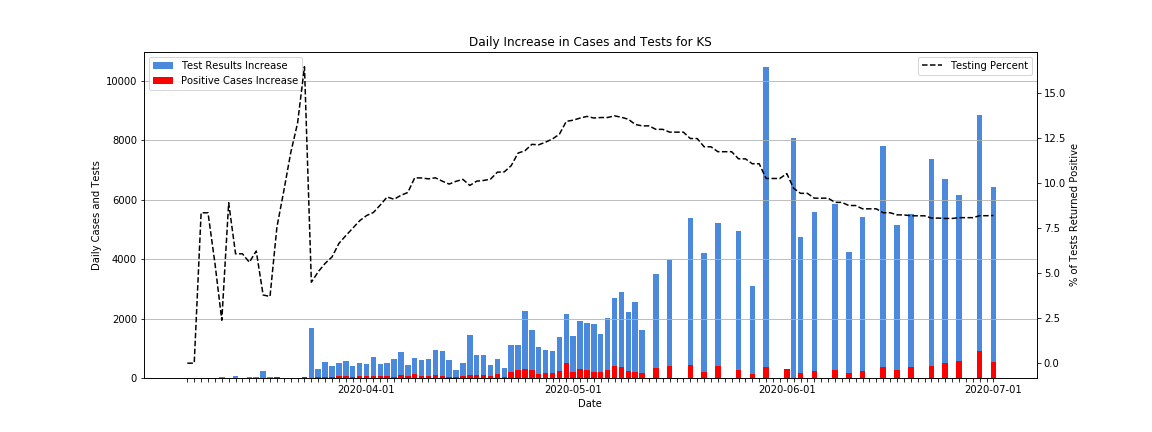 Daily Increase in Cases and Tests for KS
Test Results Increase
Positive Cases Increase
Testing Percent
10000
8000
6000
4000
2000
0
Daily Cases and Tests
15.0
12.5
10.0
7.5
5.0
2.5
0.0
% of Tests Returned Positive
2020-04-01
2020-05-01
2020-06-01
2020-07-01
Date